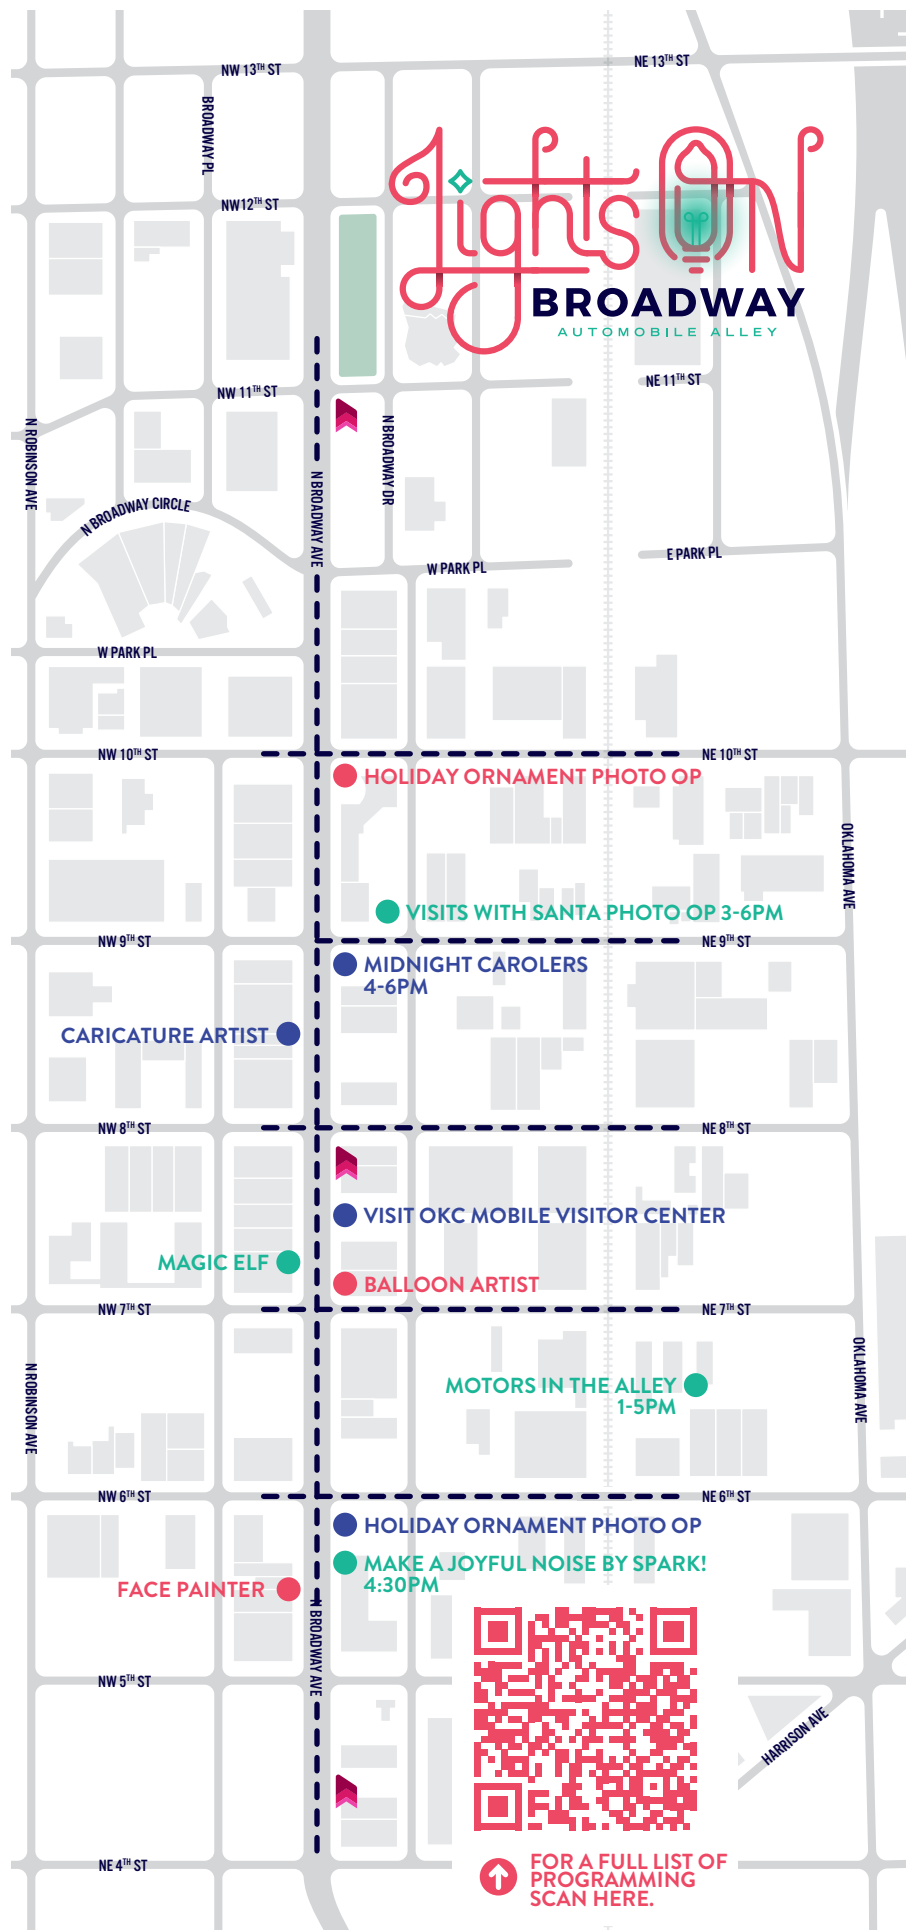 NW 13TH ST
NE 13TH ST
BROADWAY PL
Lights ON
BROADWAY
AUTOMOBILE ALLEY
NW12TH ST
NW 11TH ST
NE 11TH ST
N ROBINSON AVE
N BROADWAY DR
N BROADWAY AVE
N BROADWAY CIRCLE
W PARK PL
E PARK PL
W PARK PL
NW 10TH ST
NE 10TH ST
HOLIDAY ORNAMENT PHOTO OP
OKLAHOMA AVE
VISITS WITH SANTA PHOTO OP 3-6PM
NW 9TH ST
NE 9TH ST
MIDNIGHT CAROLERS
4-6PM
CARICATURE ARTIST
NW 8TH ST
NE 8TH ST
VISIT OKC MOBILE VISITOR CENTER
MAGIC ELF
BALLOON ARTIST
NW 7TH ST
NE 7TH ST
N ROBINSON AVE
OKLAHOMA AVE
MOTORS IN THE ALLEY
1-5PM
NW 6TH ST
NE 6TH ST
HOLIDAY ORNAMENT PHOTO OP
MAKE A JOYFUL NOISE BY SPARK!
4:30PM
FACE PAINTER
N BROADWAY AVE
NW 5TH ST
HARRISON AVE
NE 4TH ST
FOR A FULL LIST OF
PROGRAMMING
SCAN HERE.